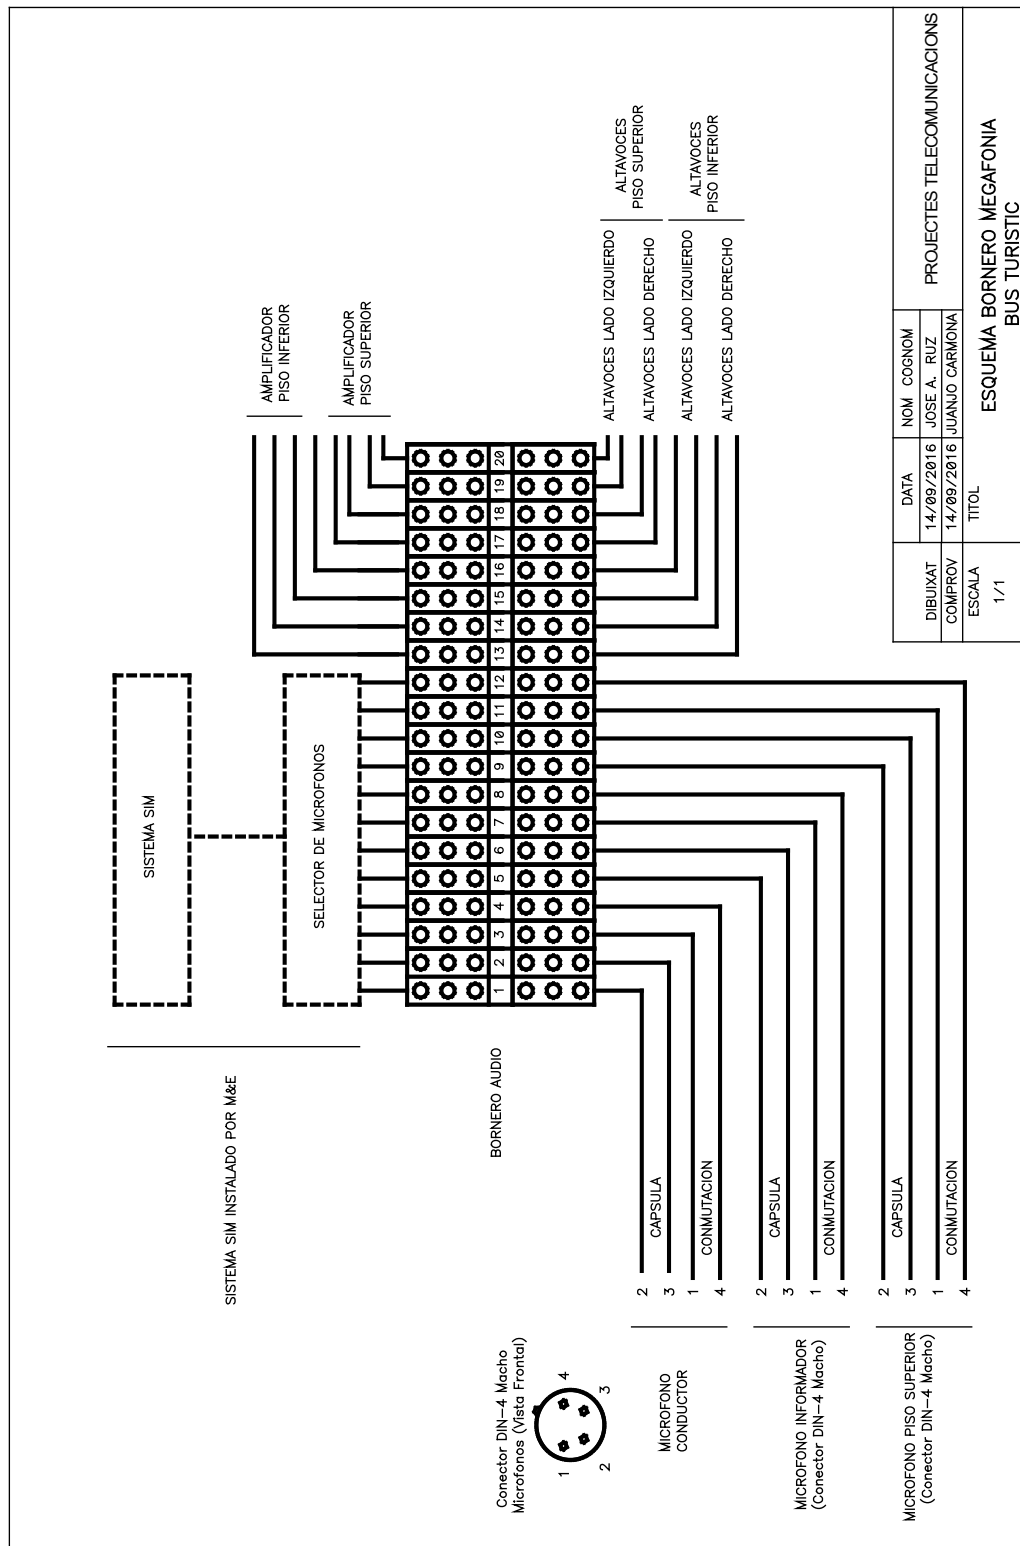 SISTEMA SIM INSTALADO POR M&E
SISTEMA SIM
SELECTOR DE MICROFONOS
AMPLIFICADOR
PISO INFERIOR
AMPLIFICADOR
PISO SUPERIOR
BORNERO AUDIO
1 2 3 4 5 6 7 8 9 10 11 12 13 14 15 16 17 18 19 20
Conector DIN-4 Macho
Microfonos (Vista Frontal)
1 4
2 3
MICROFONO
CONDUCTOR
2
CAPSULA
3
1
CONMUTACION
4
MICROFONO INFORMADOR
(Conector DIN-4 Macho)
2
CAPSULA
3
1
CONMUTACION
4
MICROFONO PISO SUPERIOR
(Conector DIN-4 Macho)
2
CAPSULA
3
1
CONMUTACION
4
ALTAVOCES LADO IZQUIERDO
ALTAVOCES LADO DERECHO
ALTAVOCES
PISO SUPERIOR
ALTAVOCES LADO IZQUIERDO
ALTAVOCES LADO DERECHO
ALTAVOCES
PISO INFERIOR
DATA NOM COGNOM
DIBUIXAT 14/09/2016 JOSE A. RUZ
COMPROV 14/09/2016 JUANJO CARMONA
PROJECTES TELECOMUNICACIONS
ESCALA
1/1
TITOL
ESQUEMA BORNERO MEGAFONIA
BUS TURISTIC